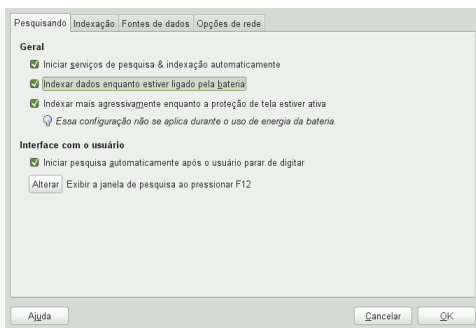 Pesquisando Indexação Fontes de dados Opções de rede
Geral
Iniciar serviços de pesquisa & indexação automaticamente
Indexar dados enquanto estiver ligado pela bateria
Indexar mais agressivamente enquanto a proteção de tela estiver ativa
Essa configuração não se aplica durante o uso de energia da bateria.
Interface com o usuário
Iniciar pesquisa automaticamente após o usuário parar de digitar
Alterar Exibir a janela de pesquisa ao pressionar F12
Ajuda Cancelar OK